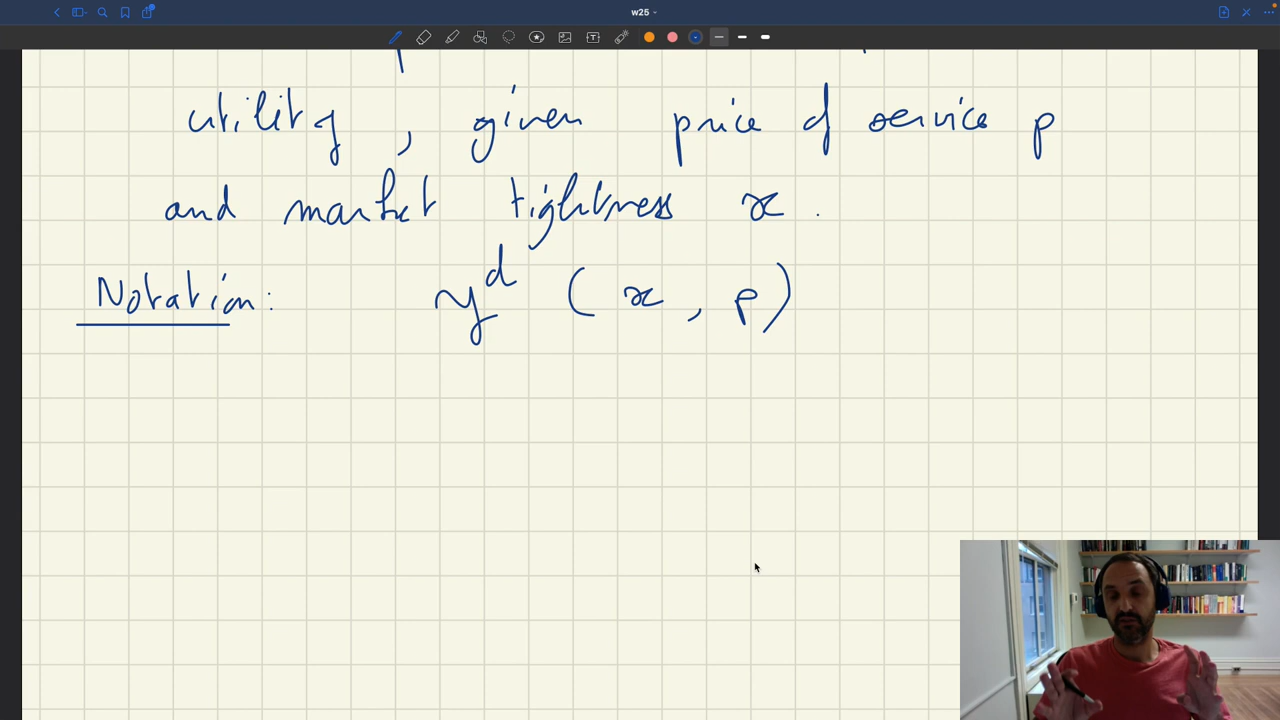 w25
utility, given price of service p
and market tightness x.
Notation: y^d (x, p)